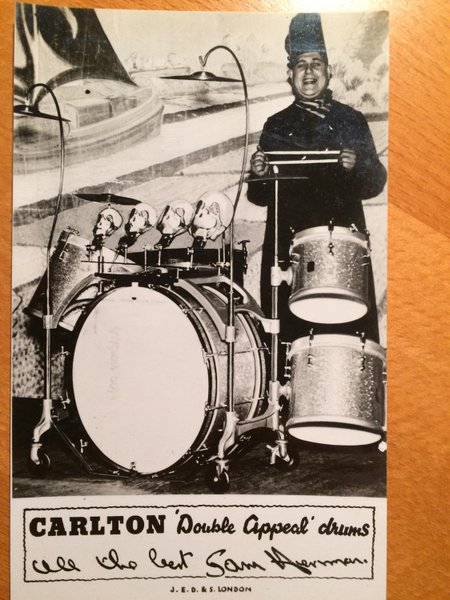 CARLTON 'Double Appeal' drums
All the best Sam Herman.
J. E. D. & S. LONDON